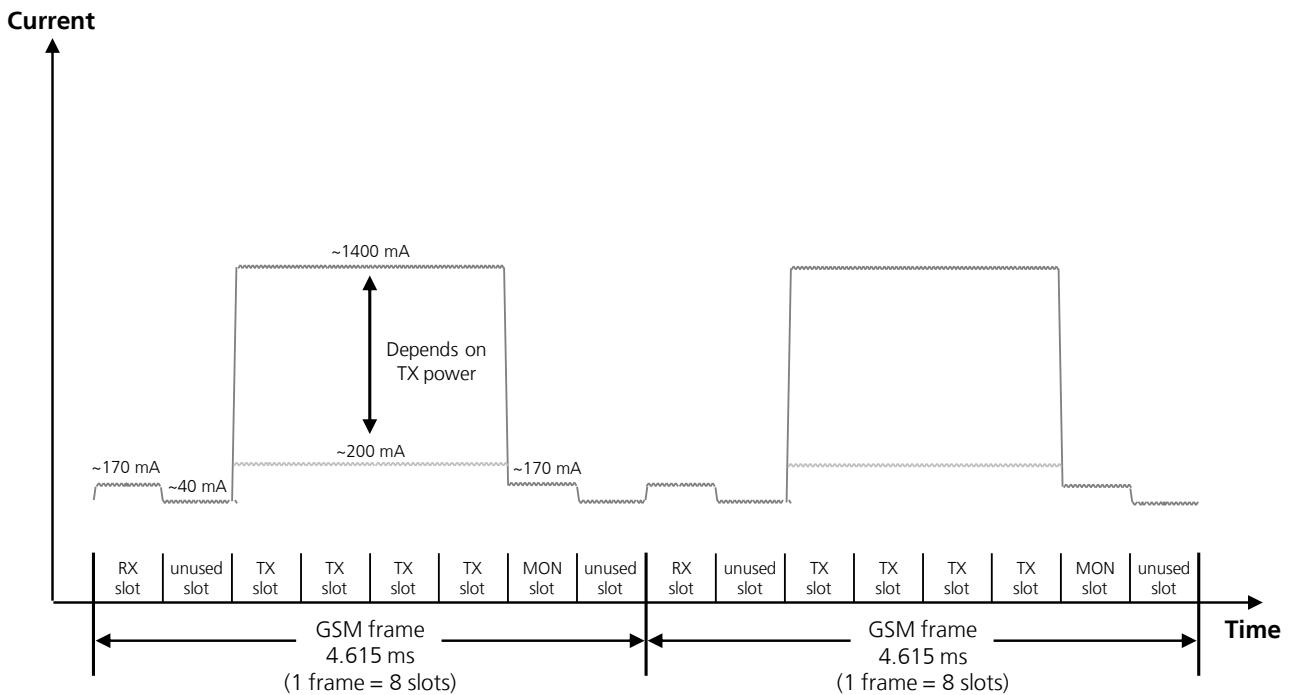 Current
~1400 mA
Depends on
TX power
~200 mA
~170 mA
~40 mA
~170 mA
RX slot
unused slot
TX slot
TX slot
TX slot
TX slot
MON slot
unused slot
RX slot
unused slot
TX slot
TX slot
TX slot
TX slot
MON slot
unused slot
Time
GSM frame
4.615 ms
(1 frame = 8 slots)
GSM frame
4.615 ms
(1 frame = 8 slots)